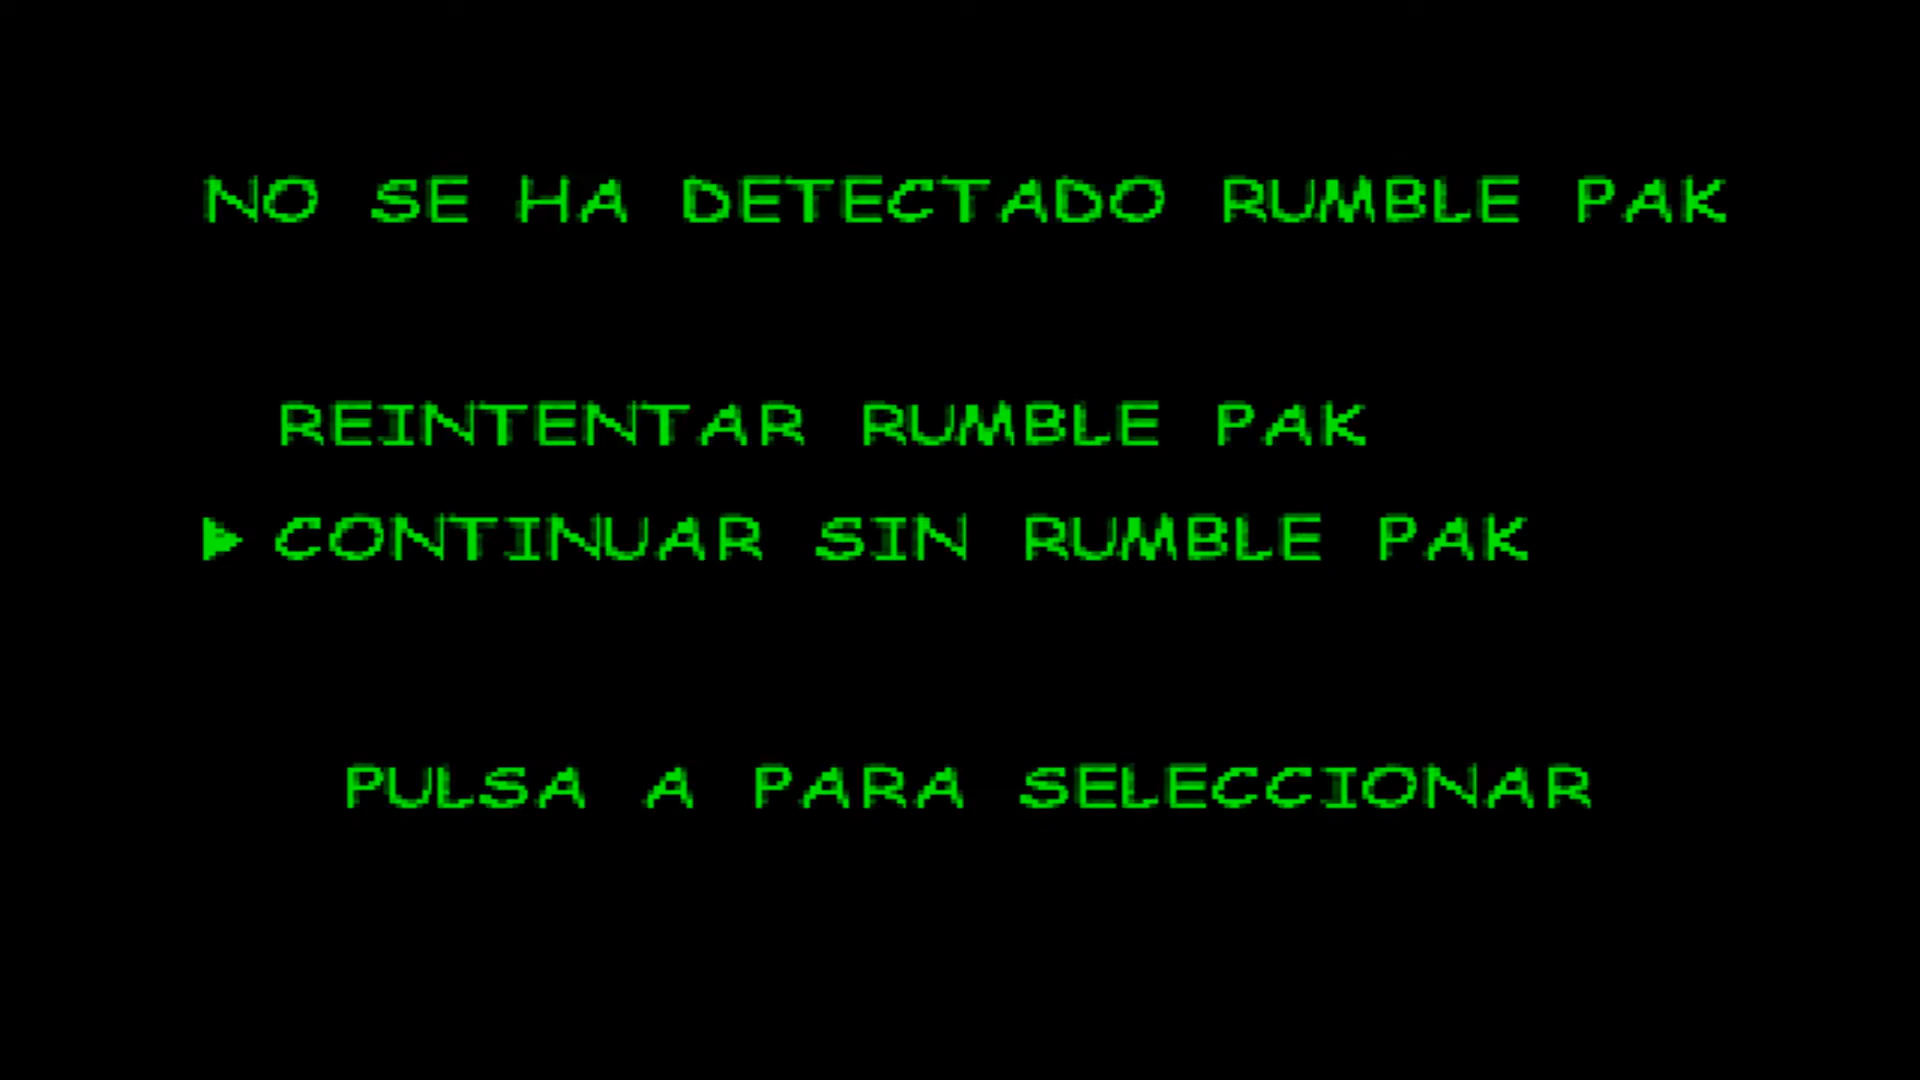 NO SE HA DETECTADO RUMBLE PAK
REINTENTAR RUMBLE PAK
▶ CONTINUAR SIN RUMBLE PAK
PULSA A PARA SELECCIONAR